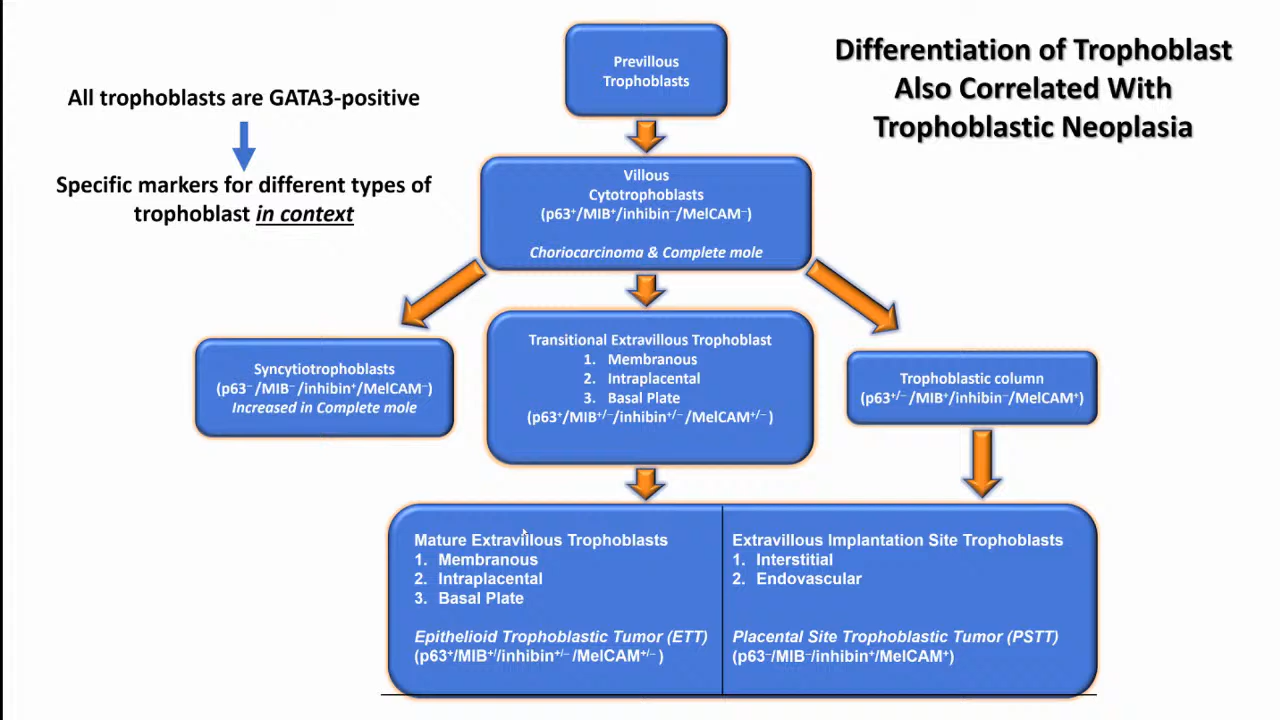 Differentiation of Trophoblast
Also Correlated With
Trophoblastic Neoplasia
All trophoblasts are GATA3-positive
Specific markers for different types of
trophoblast in context
Previllous
Trophoblasts
Villous
Cytotrophoblasts
(p63⁺/MIB⁺/inhibin⁻/MelCAM⁻)
Choriocarcinoma & Complete mole
Syncytiotrophoblasts
(p63⁻/MIB⁻/inhibin⁺/MelCAM⁻)
Increased in Complete mole
Transitional Extravillous Trophoblast
1. Membranous
2. Intraplacental
3. Basal Plate
(p63⁺/MIB⁺/⁻/inhibin⁺/⁻/MelCAM⁺/⁻)
Trophoblastic column
(p63⁺/⁻/MIB⁺/inhibin⁻/MelCAM⁺)
Mature Extravillous Trophoblasts
1. Membranous
2. Intraplacental
3. Basal Plate
Epithelioid Trophoblastic Tumor (ETT)
(p63⁺/MIB⁺/⁄inhibin⁺/⁻/MelCAM⁺/⁻)
Extravillous Implantation Site Trophoblasts
1. Interstitial
2. Endovascular
Placental Site Trophoblastic Tumor (PSTT)
(p63⁻/MIB⁻/inhibin⁺/MelCAM⁺)